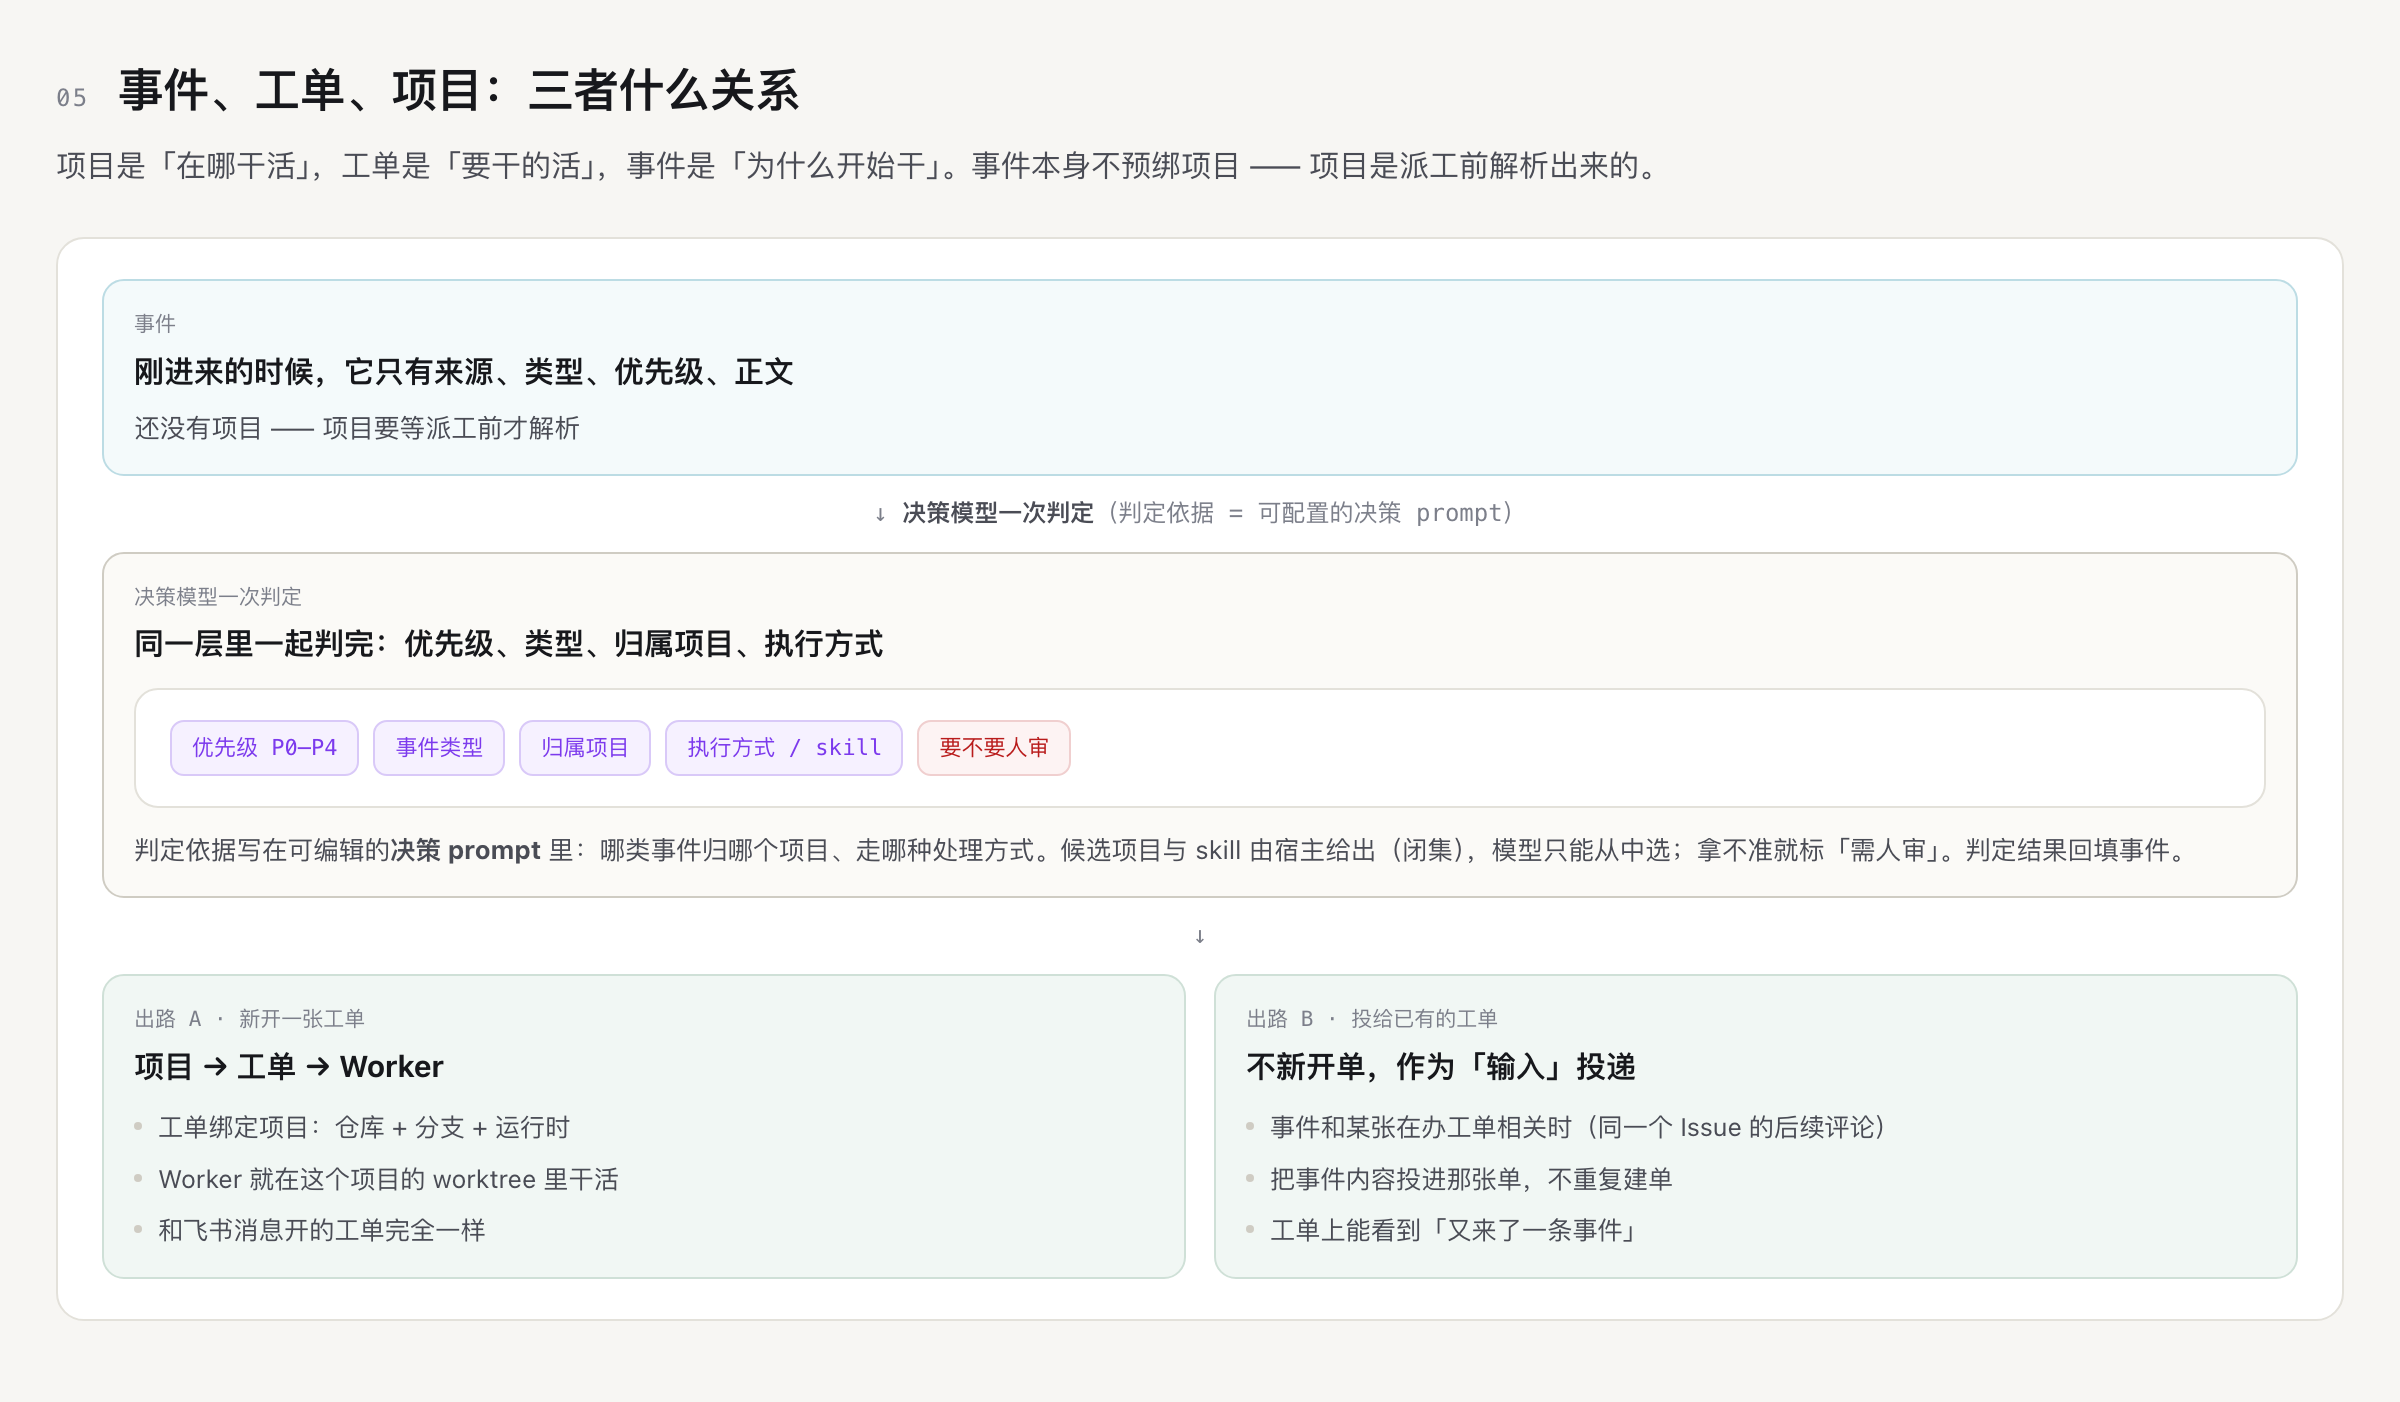 05 事件、工单、项目：三者什么关系
项目是「在哪干活」，工单是「要干的活」，事件是「为什么开始干」。事件本身不预绑项目 —— 项目是派工前解析出来的。
事件
刚进来的时候，它只有来源、类型、优先级、正文
还没有项目 —— 项目要等派工前才解析
↓ 决策模型一次判定（判定依据 = 可配置的决策 prompt）
决策模型一次判定
同一层里一起判完：优先级、类型、归属项目、执行方式
优先级 P0–P4 事件类型 归属项目 执行方式 / skill 要不要人审
判定依据写在可编辑的决策 prompt 里：哪类事件归哪个项目、走哪种处理方式。候选项目与 skill 由宿主给出（闭集），模型只能从中选；拿不准就标「需人审」。判定结果回填事件。
↓
出路 A · 新开一张工单
项目 → 工单 → Worker
工单绑定项目：仓库 + 分支 + 运行时
Worker 就在这个项目的 worktree 里干活
和飞书消息开的工单完全一样
出路 B · 投给已有的工单
不新开单，作为「输入」投递
事件和某张在办工单相关时（同一个 Issue 的后续评论）
把事件内容投进那张单，不重复建单
工单上能看到「又来了一条事件」